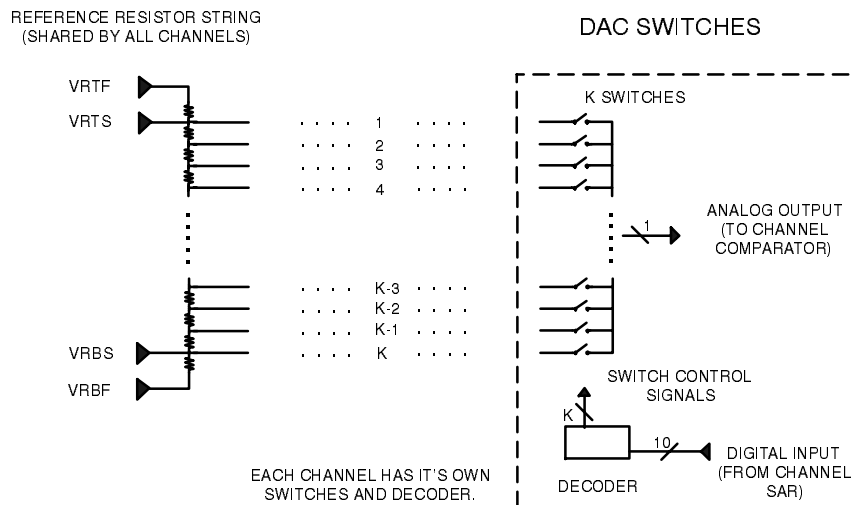 REFERENCE RESISTOR STRING
(SHARED BY ALL CHANNELS)
DAC SWITCHES
VRTF
K SWITCHES
VRTS
1
2
3
4
1
ANALOG OUTPUT
(TO CHANNEL
COMPARATOR)
K-3
K-2
K-1
VRBS
K
VRBF
SWITCH CONTROL
SIGNALS
K
10
DIGITAL INPUT
(FROM CHANNEL
SAR)
DECODER
EACH CHANNEL HAS IT'S OWN
SWITCHES AND DECODER.